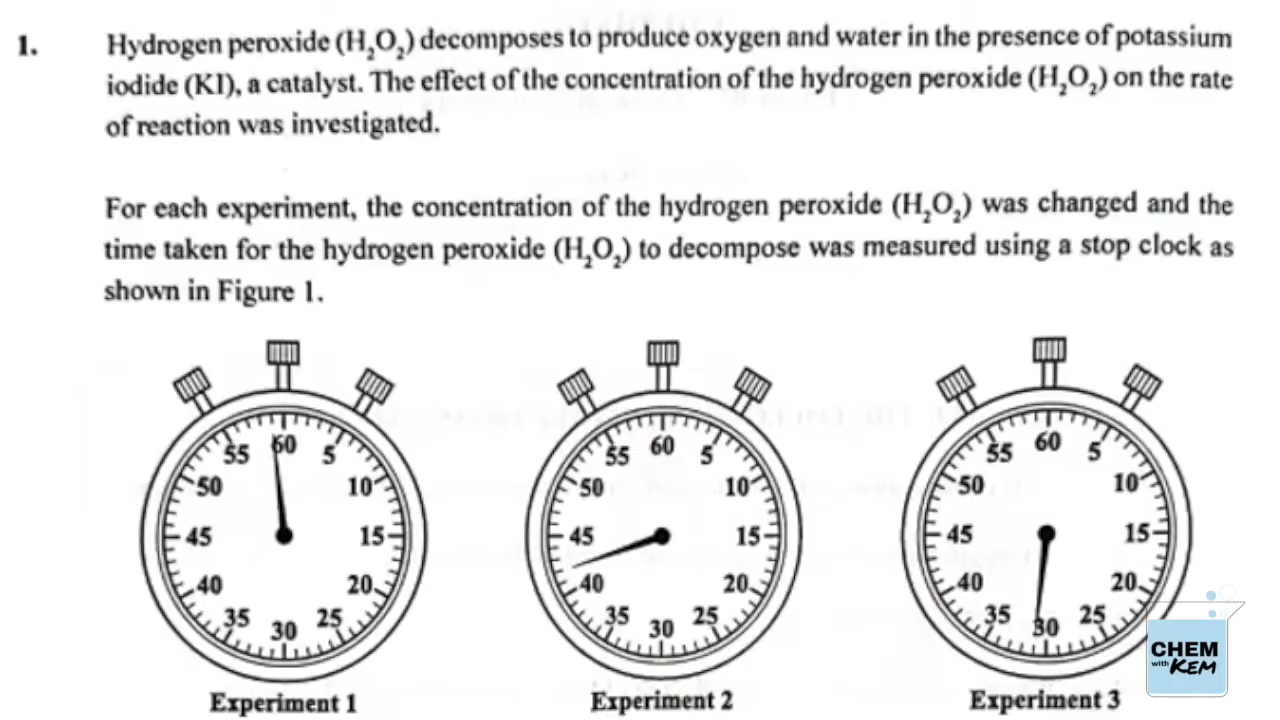 1. Hydrogen peroxide (H₂O₂) decomposes to produce oxygen and water in the presence of potassium
iodide (KI), a catalyst. The effect of the concentration of the hydrogen peroxide (H₂O₂) on the rate
of reaction was investigated.
For each experiment, the concentration of the hydrogen peroxide (H₂O₂) was changed and the
time taken for the hydrogen peroxide (H₂O₂) to decompose was measured using a stop clock as
shown in Figure 1.
60 5 10 15 20 25 30 35 40 45 50 55
60 5 10 15 20 25 30 35 40 45 50 55
60 5 10 15 20 25 30 35 40 45 50 55
Experiment 1
Experiment 2
Experiment 3
CHEM
with KEM